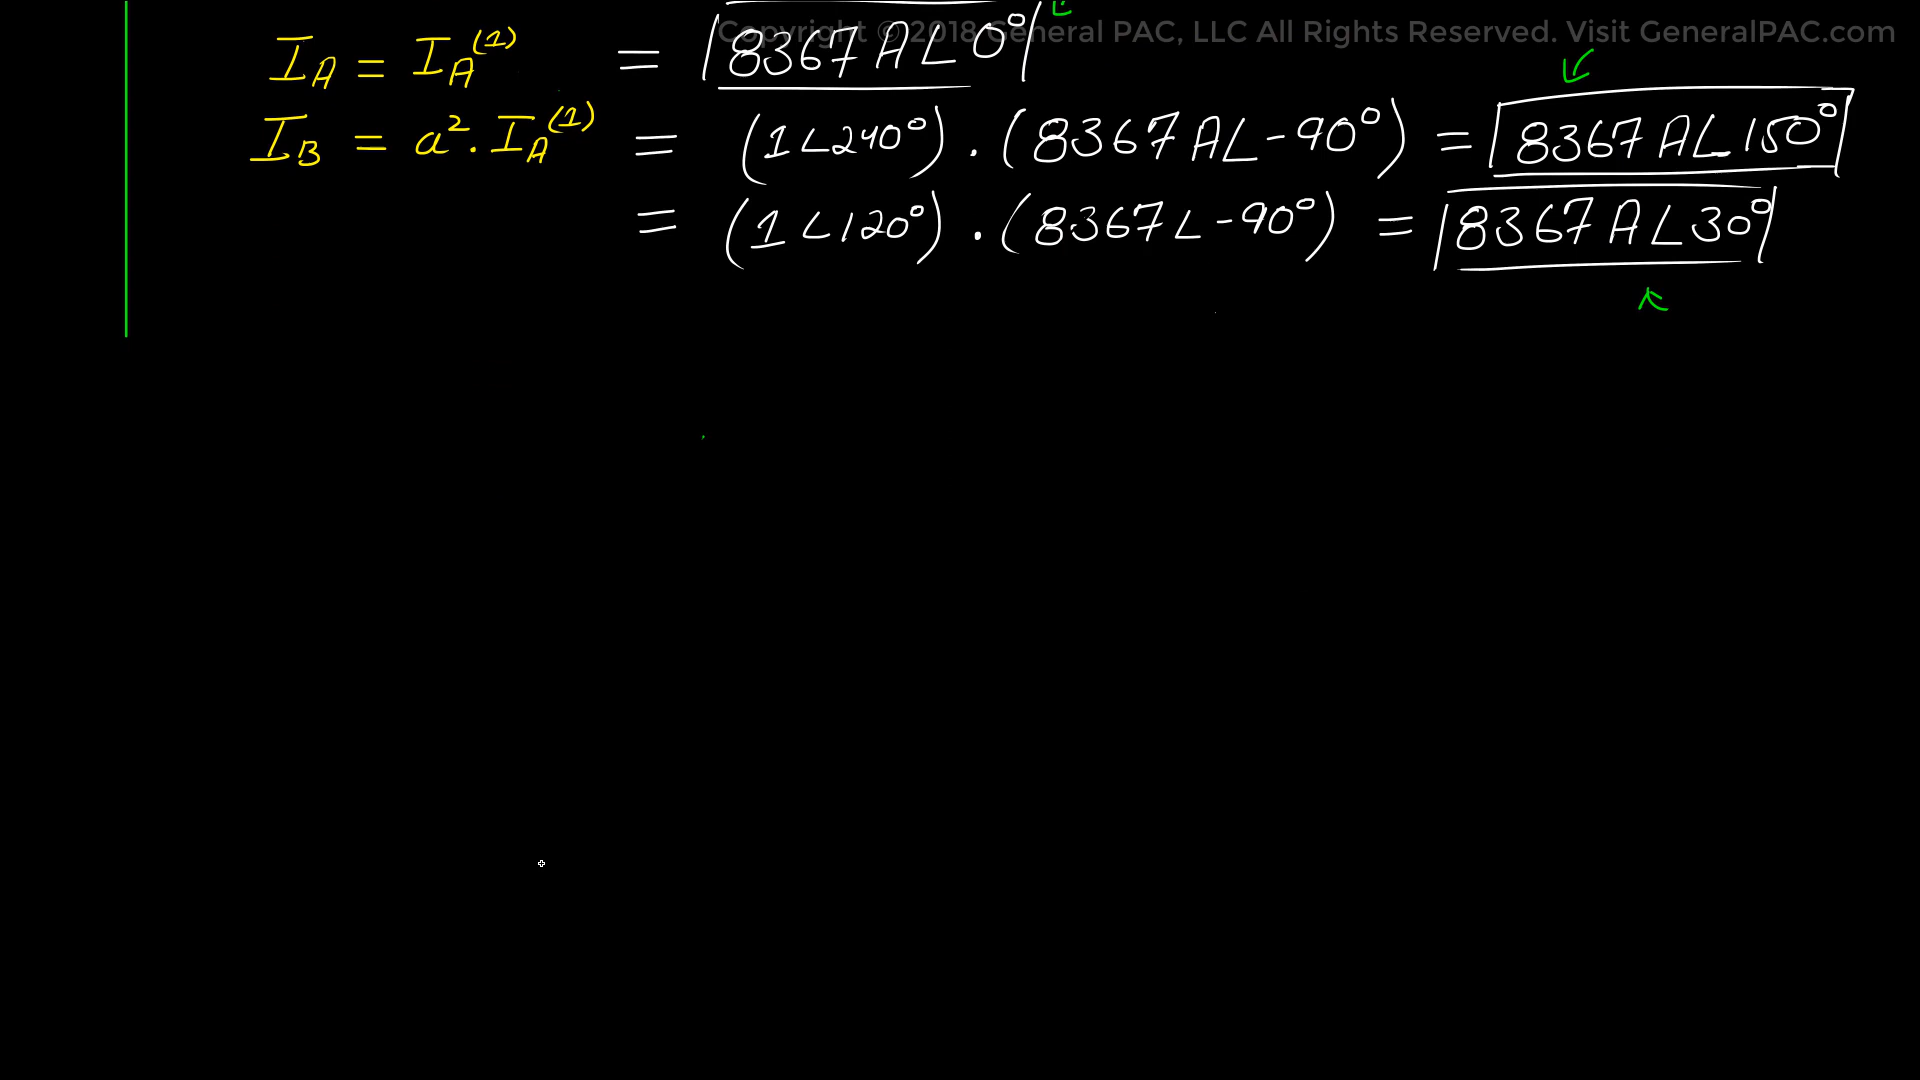 Copyright © 2018 General PAC, LLC All Rights Reserved. Visit GeneralPAC.com
I_A = I_A^(1) = 8367 A∠0°
I_B = a². I_A^(1) = (1∠240°) . (8367 A∠-90°) = 8367 A∠150°
= (1∠120°) . (8367∠-90°) = 8367 A∠30°